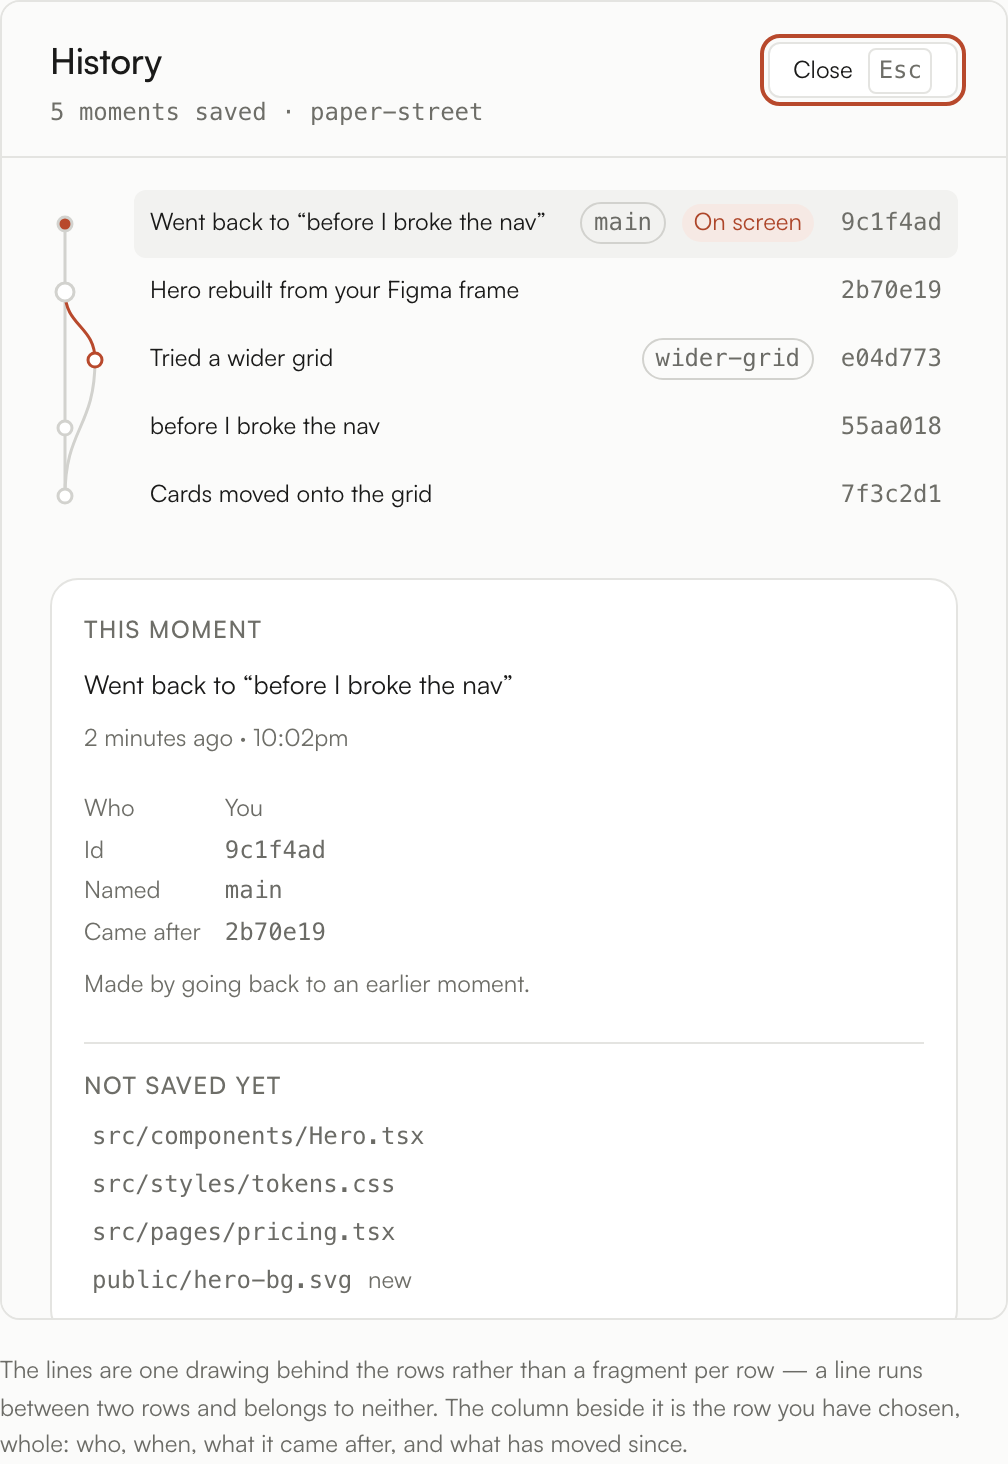 History
Close Esc
5 moments saved · paper-street
Went back to “before I broke the nav” main On screen 9c1f4ad
Hero rebuilt from your Figma frame 2b70e19
Tried a wider grid wider-grid e04d773
before I broke the nav 55aa018
Cards moved onto the grid 7f3c2d1
THIS MOMENT
Went back to “before I broke the nav”
2 minutes ago · 10:02pm
Who You
Id 9c1f4ad
Named main
Came after 2b70e19
Made by going back to an earlier moment.
NOT SAVED YET
src/components/Hero.tsx
src/styles/tokens.css
src/pages/pricing.tsx
public/hero-bg.svg new
The lines are one drawing behind the rows rather than a fragment per row — a line runs
between two rows and belongs to neither. The column beside it is the row you have chosen,
whole: who, when, what it came after, and what has moved since.